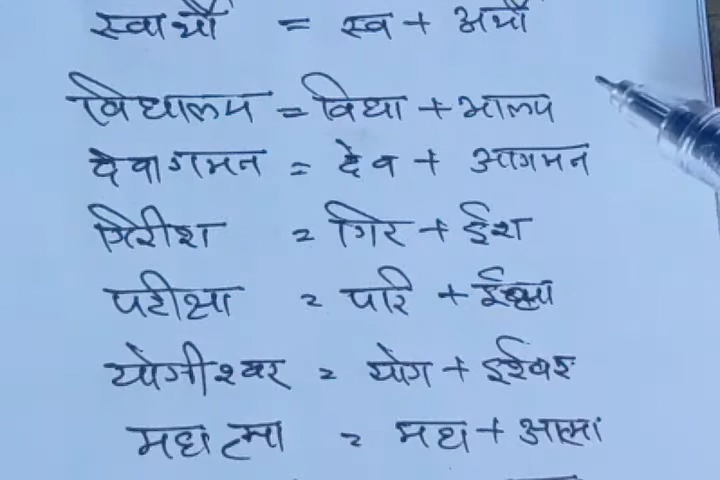 स्वार्थी = स्व + अर्थी
विद्यालय = विद्या + आलय
देवागमन = देव + आगमन
गिरीश = गिर + ईश
परीक्षा = परि + ईक्षा
योगीश्वर = योग + ईश्वर
महात्मा = महा + आत्मा